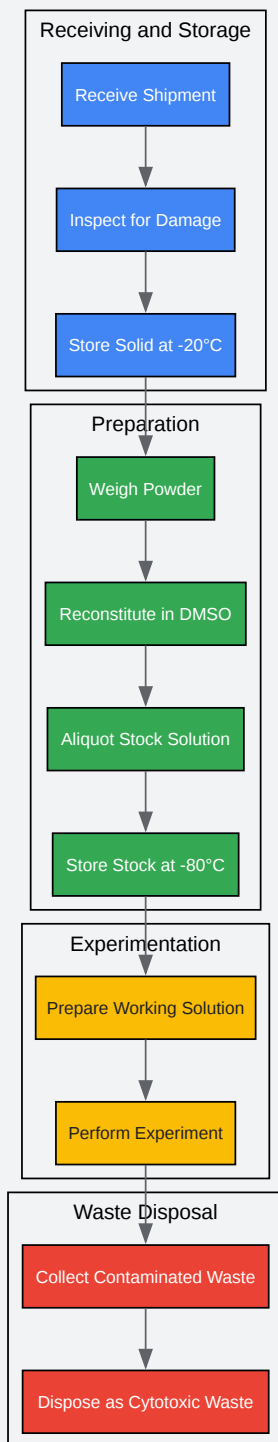 Receiving and Storage
Receive Shipment
Inspect for Damage
Store Solid at -20°C
Preparation
Weigh Powder
Reconstitute in DMSO
Aliquot Stock Solution
Store Stock at -80°C
Experimentation
Prepare Working Solution
Perform Experiment
Waste Disposal
Collect Contaminated Waste
Dispose as Cytotoxic Waste